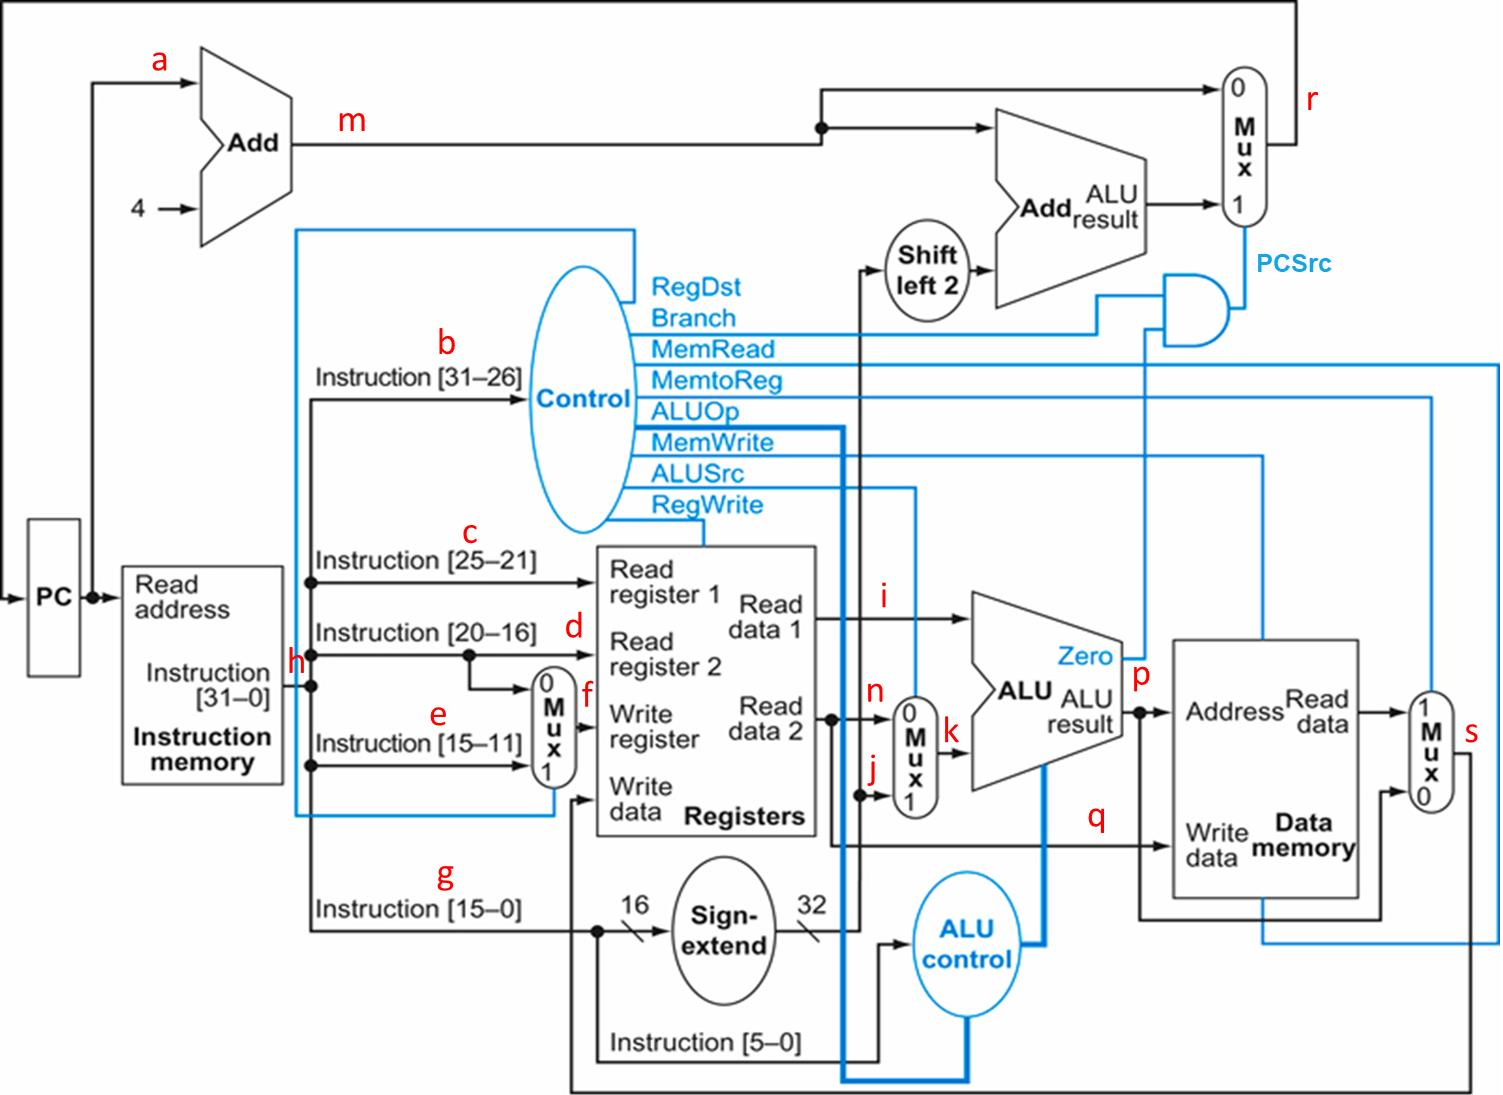 a
Add
4
m
0
Mux
1
r
Add
ALU
result
Shift
left 2
PCSrc
RegDst
Branch
MemRead
MemtoReg
ALUOp
MemWrite
ALUSrc
RegWrite
Control
b
Instruction [31–26]
c
Instruction [25–21]
Instruction [20–16]
d
PC
Read
address
Instruction
[31–0]
Instruction
memory
h
e
Instruction [15–11]
0
Mux
1
f
Read
register 1
Read
data 1
Read
register 2
Write
register
Read
data 2
Write
data
Registers
i
n
j
0
Mux
1
k
Zero
ALU
ALU
result
p
Address
Read
data
Write
data
Data
memory
q
1
Mux
0
s
g
Instruction [15–0]
16
Sign-
extend
32
ALU
control
Instruction [5–0]